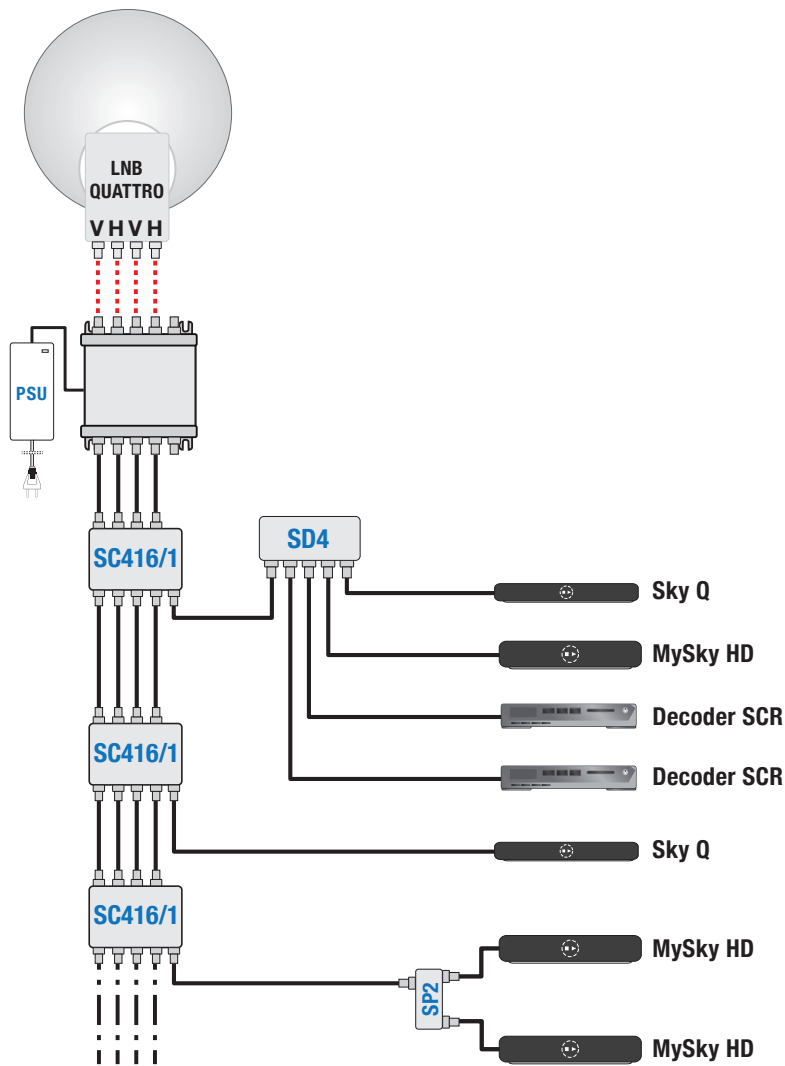 LNB
QUATTRO
V H V H
PSU
SC416/1
SD4
Sky Q
MySky HD
Decoder SCR
SC416/1
Decoder SCR
Sky Q
SC416/1
MySky HD
SP2
MySky HD